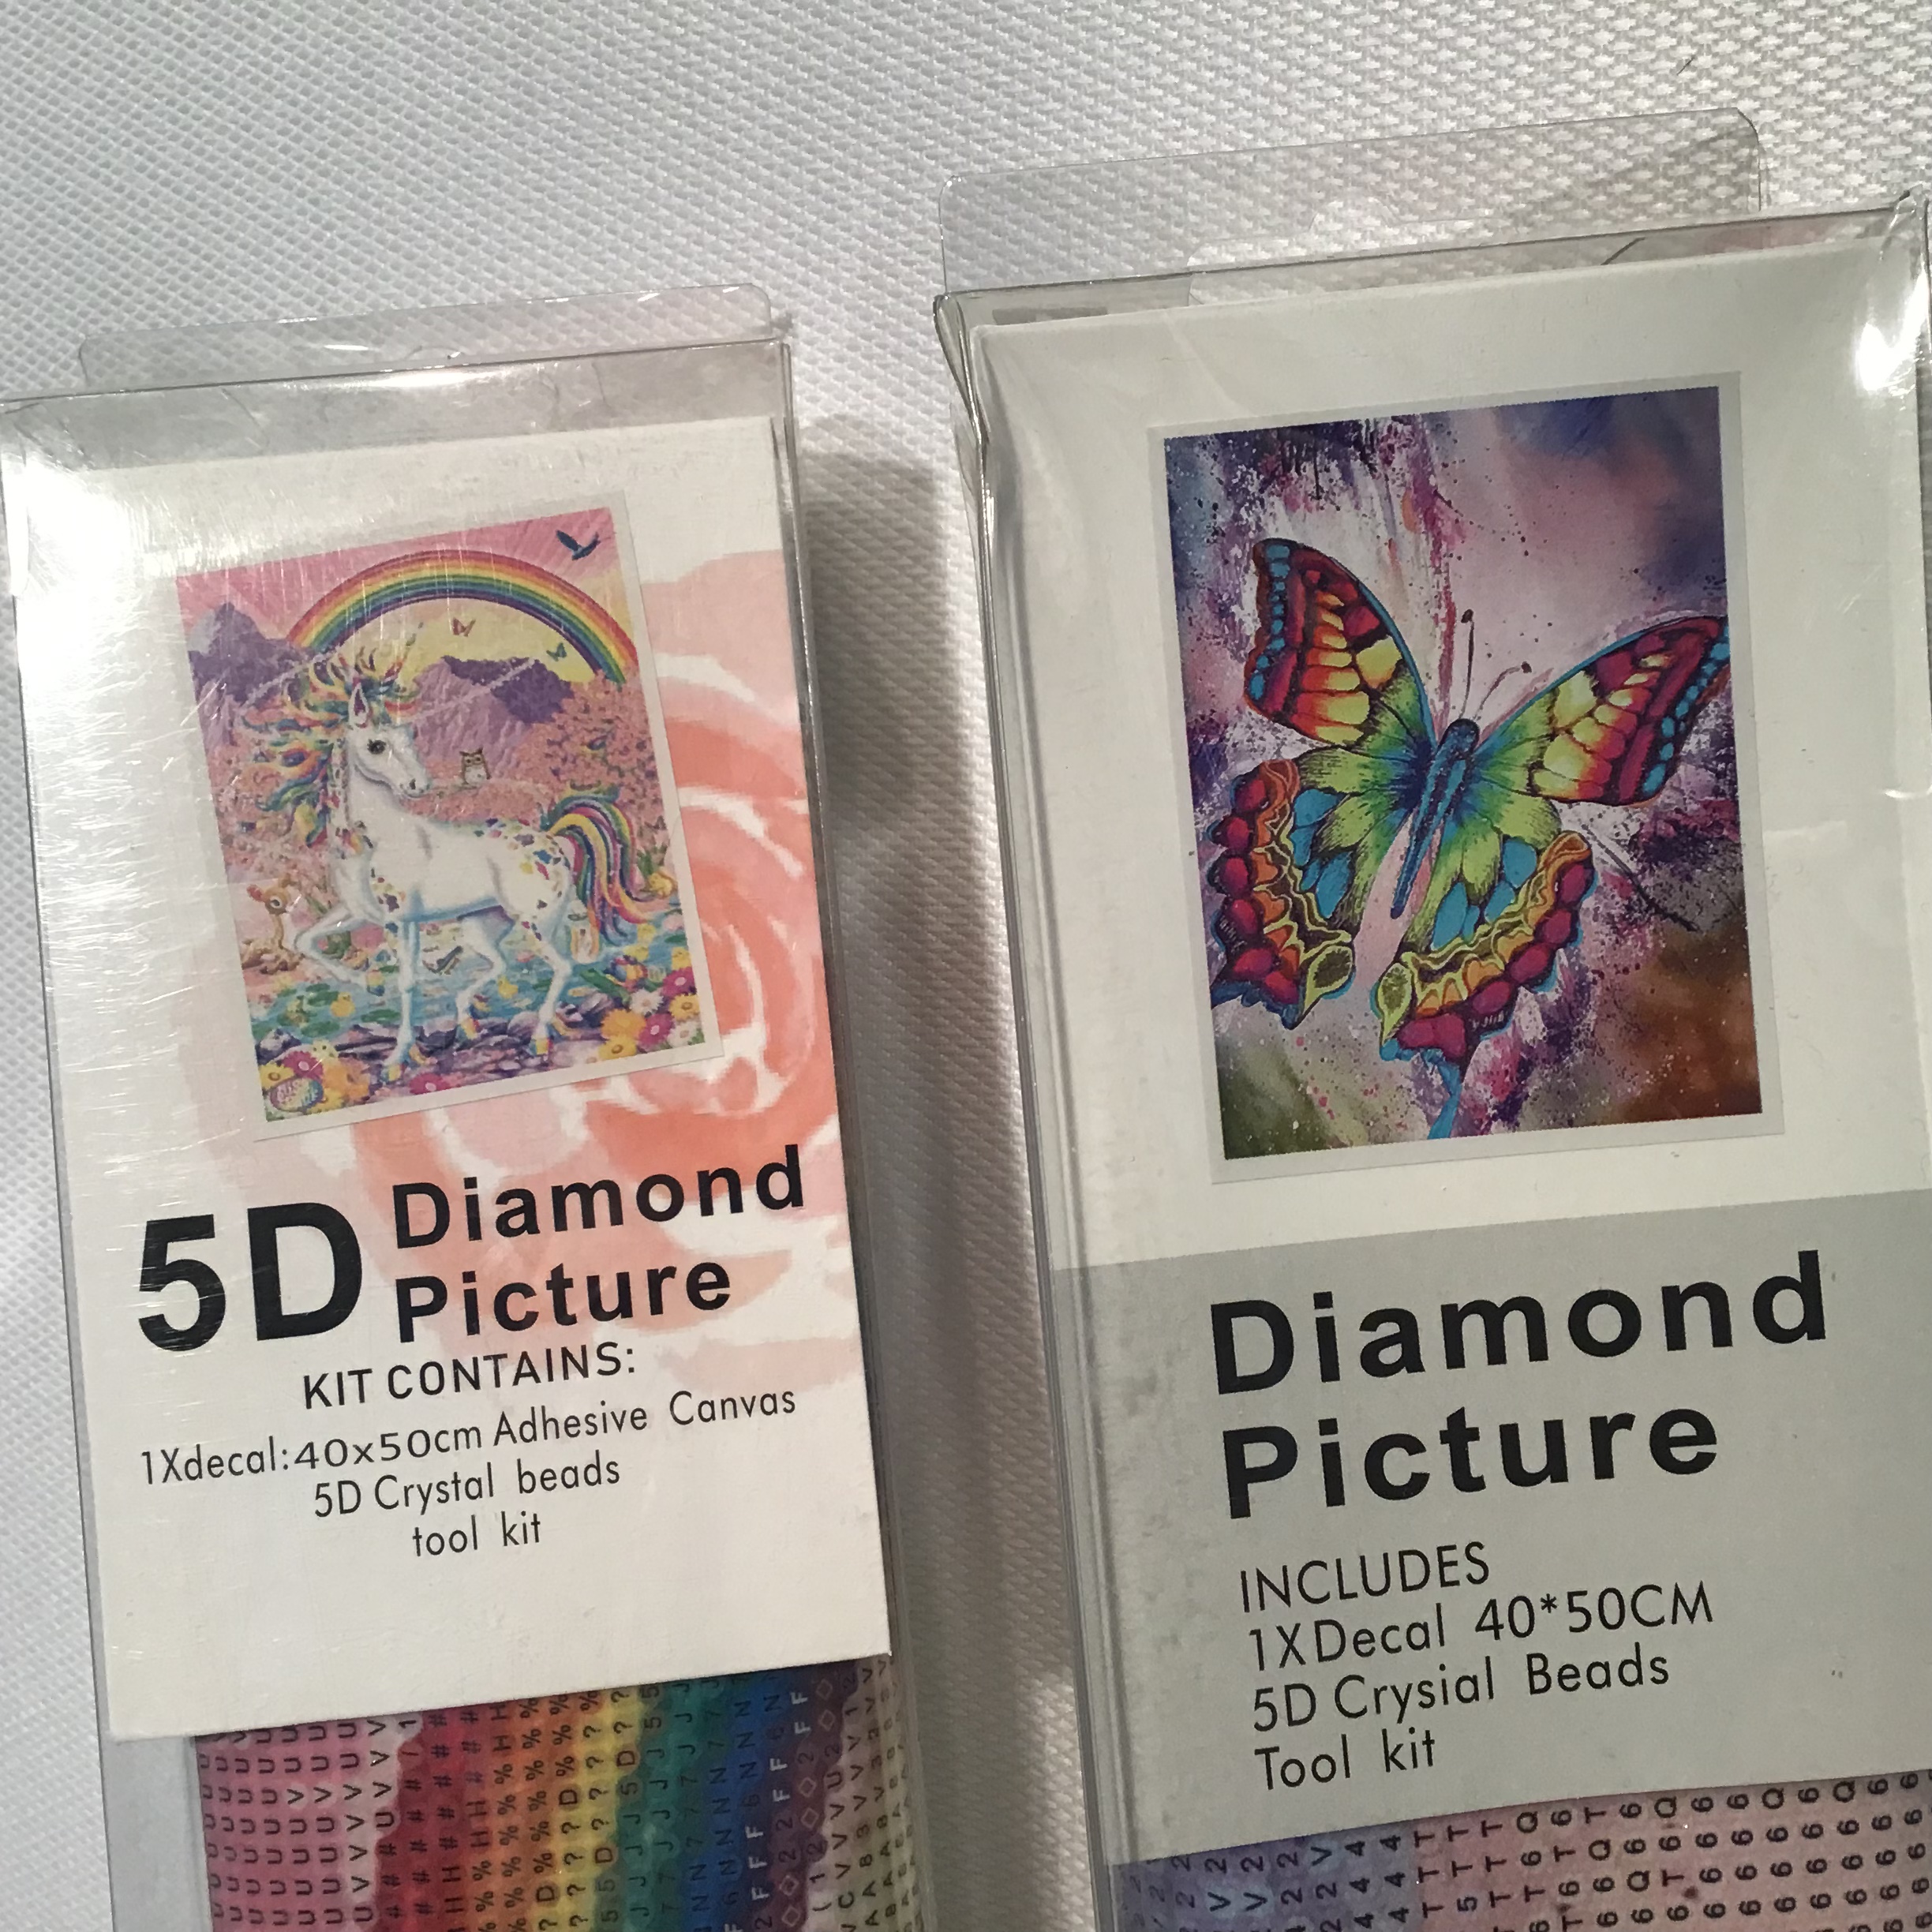 5D Diamond
Picture
KIT CONTAINS:
1Xdecal:40x50cm Adhesive Canvas
5D Crystal beads
tool kit
Diamond
Picture
INCLUDES
1XDecal 40*50CM
5D Crysial Beads
Tool kit